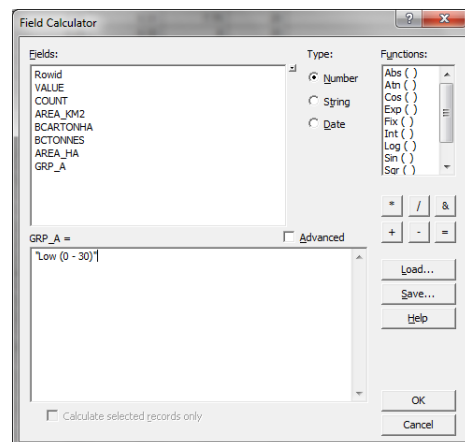 Field Calculator
Fields:
Type:
Functions:
Rowid
VALUE
COUNT
AREA_KM2
BCARTONHA
BCTONNES
AREA_HA
GRP_A
Number
String
Date
Abs ( )
Atn ( )
Cos ( )
Exp ( )
Fix ( )
Int ( )
Log ( )
Sin ( )
Sqr ( )
* / &
+ - =
GRP_A =
Advanced
"Low (0 - 30)"
Load...
Save...
Help
Calculate selected records only
OK
Cancel